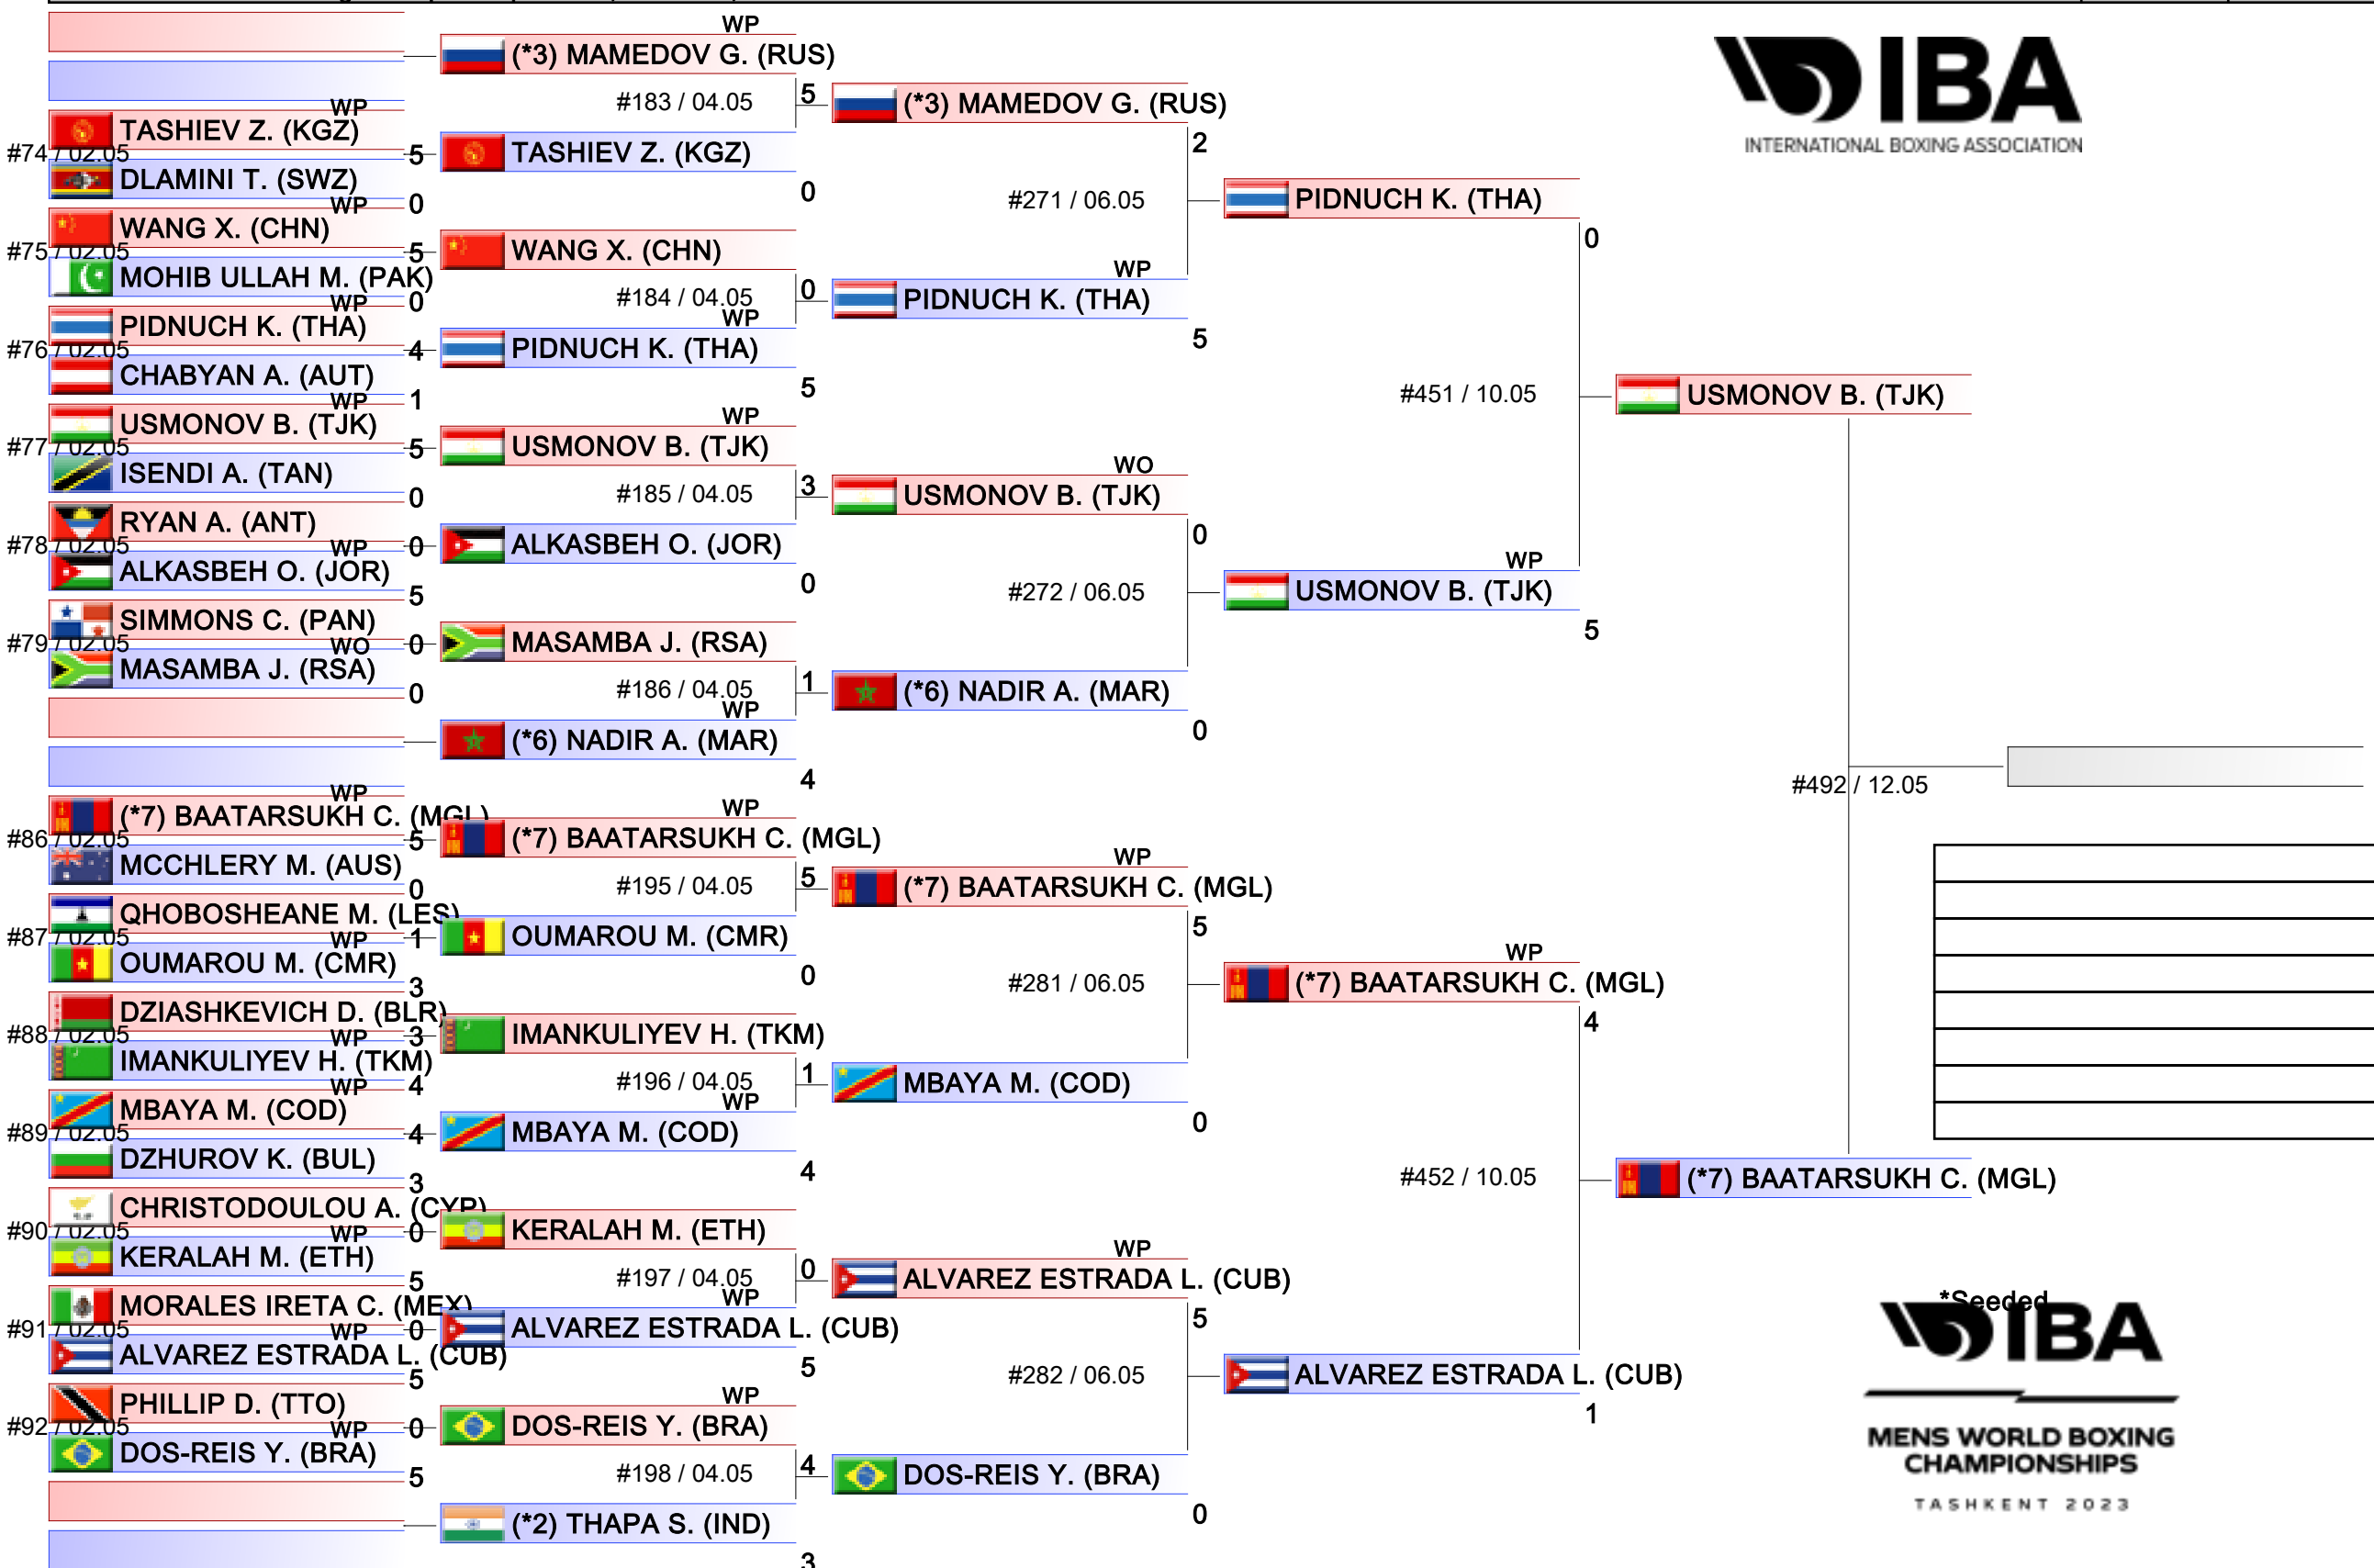 WP
(*3) MAMEDOV G. (RUS)
#183 / 04.05
5
(*3) MAMEDOV G. (RUS)
2
WP
TASHIEV Z. (KGZ)
#74 / 02.05
5
TASHIEV Z. (KGZ)
0
DLAMINI T. (SWZ)
0
#271 / 06.05
PIDNUCH K. (THA)
0
WP
WANG X. (CHN)
#75 / 02.05
5
WANG X. (CHN)
MOHIB ULLAH M. (PAK)
0
#184 / 04.05
0
WP
PIDNUCH K. (THA)
5
WP
PIDNUCH K. (THA)
#76 / 02.05
4
WP
PIDNUCH K. (THA)
5
CHABYAN A. (AUT)
1
#451 / 10.05
USMONOV B. (TJK)
WP
USMONOV B. (TJK)
#77 / 02.05
5
WP
USMONOV B. (TJK)
ISENDI A. (TAN)
0
#185 / 04.05
3
WO
USMONOV B. (TJK)
0
RYAN A. (ANT)
#78 / 02.05
0
ALKASBEH O. (JOR)
0
WP
ALKASBEH O. (JOR)
5
#272 / 06.05
WP
USMONOV B. (TJK)
5
SIMMONS C. (PAN)
#79 / 02.05
0
MASAMBA J. (RSA)
WO
MASAMBA J. (RSA)
0
#186 / 04.05
1
(*6) NADIR A. (MAR)
0
WP
(*6) NADIR A. (MAR)
4
#492 / 12.05
WP
(*7) BAATARSUKH C. (MGL)
#86 / 02.05
5
WP
(*7) BAATARSUKH C. (MGL)
MCCHLERY M. (AUS)
0
#195 / 04.05
5
WP
(*7) BAATARSUKH C. (MGL)
5
QHOBOSHEANE M. (LES)
#87 / 02.05
1
OUMAROU M. (CMR)
0
WP
OUMAROU M. (CMR)
3
#281 / 06.05
WP
(*7) BAATARSUKH C. (MGL)
4
DZIASHKEVICH D. (BLR)
#88 / 02.05
3
IMANKULIYEV H. (TKM)
WP
IMANKULIYEV H. (TKM)
4
#196 / 04.05
1
MBAYA M. (COD)
0
WP
MBAYA M. (COD)
#89 / 02.05
4
WP
MBAYA M. (COD)
4
DZHUROV K. (BUL)
3
#452 / 10.05
(*7) BAATARSUKH C. (MGL)
CHRISTODOULOU A. (CYP)
#90 / 02.05
0
KERALAH M. (ETH)
WP
KERALAH M. (ETH)
5
#197 / 04.05
0
WP
ALVAREZ ESTRADA L. (CUB)
5
MORALES IRETA C. (MEX)
#91 / 02.05
0
WP
ALVAREZ ESTRADA L. (CUB)
5
WP
ALVAREZ ESTRADA L. (CUB)
5
#282 / 06.05
ALVAREZ ESTRADA L. (CUB)
1
PHILLIP D. (TTO)
#92 / 02.05
0
WP
DOS-REIS Y. (BRA)
WP
DOS-REIS Y. (BRA)
5
#198 / 04.05
4
DOS-REIS Y. (BRA)
0
(*2) THAPA S. (IND)
3
IBA
INTERNATIONAL BOXING ASSOCIATION
*Seeded
IBA
MENS WORLD BOXING
CHAMPIONSHIPS
TASHKENT 2023